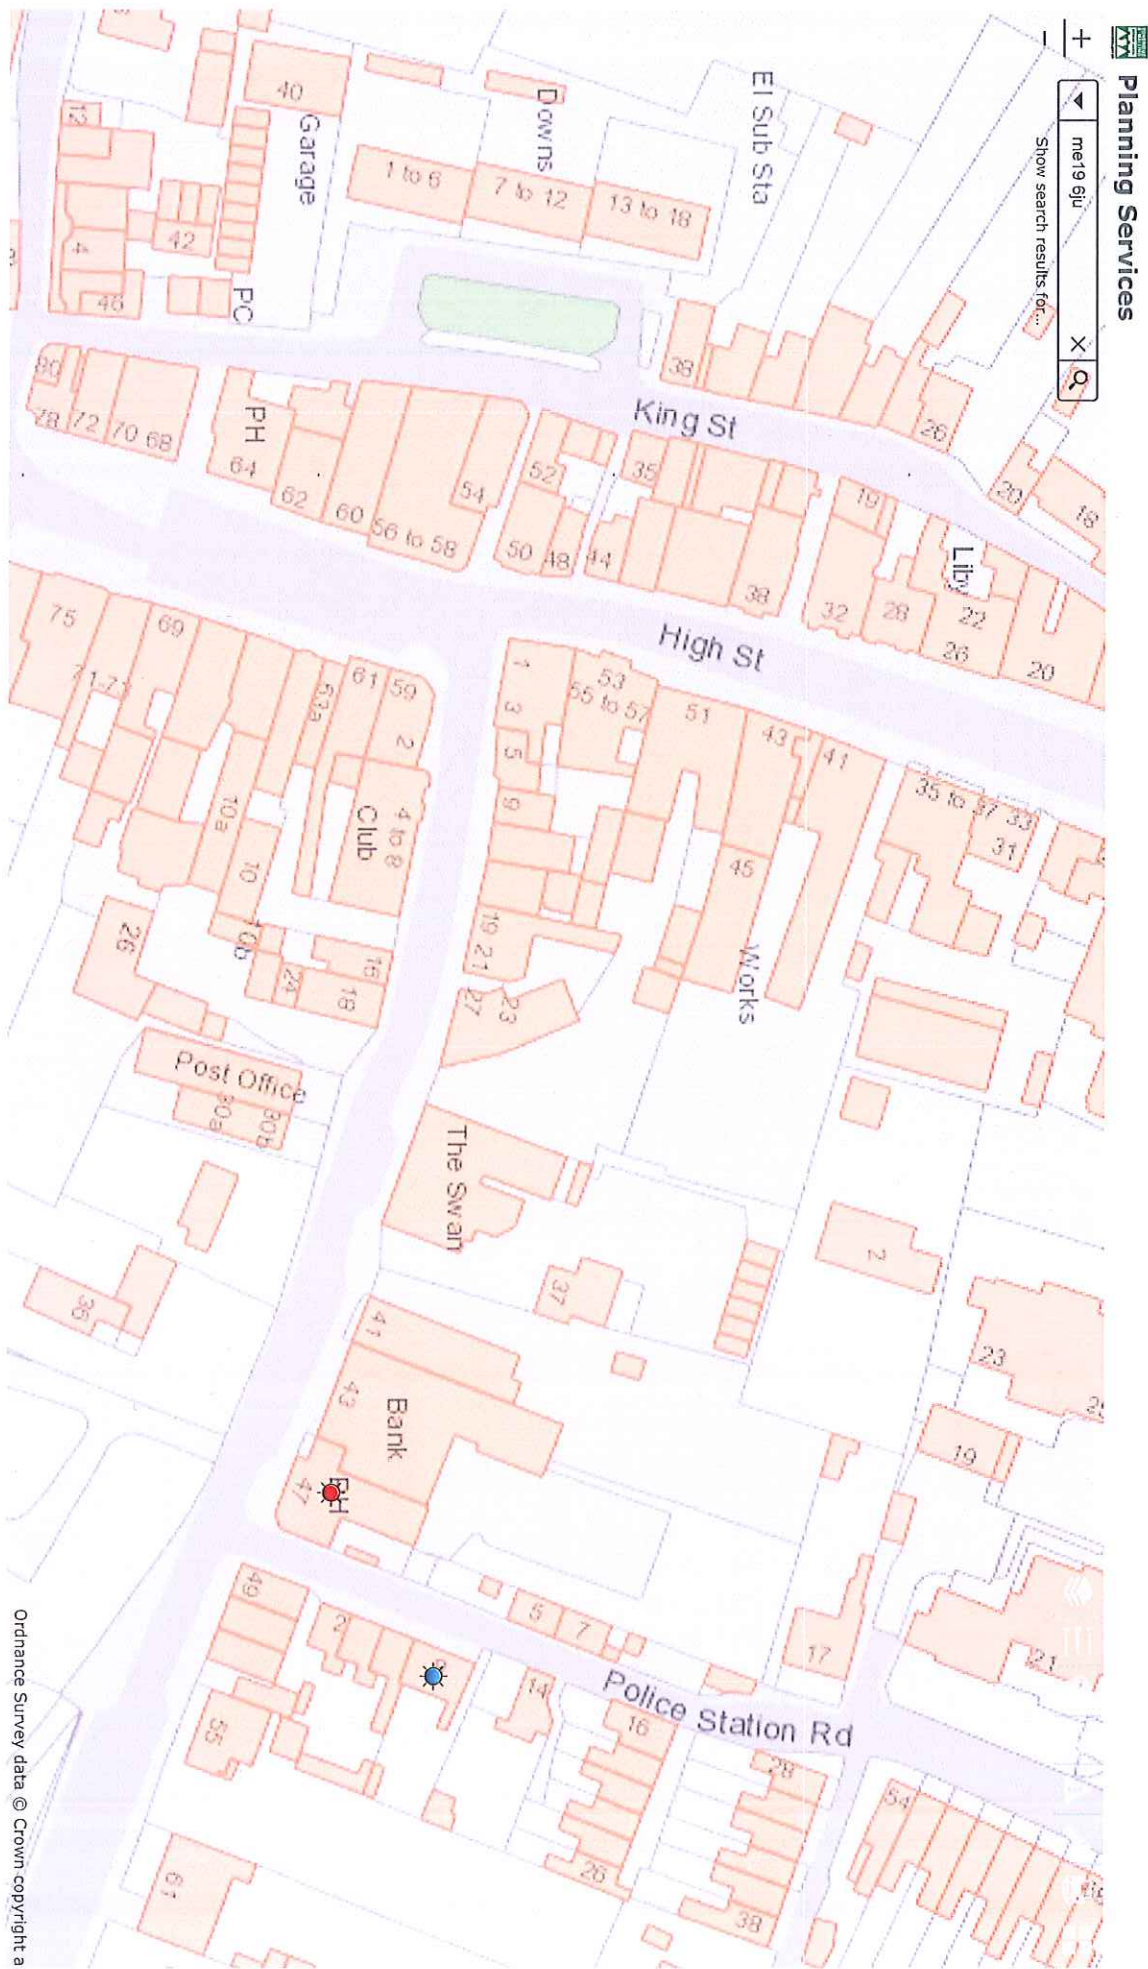 Planning Services
+
−
me19 6ju
×
Show search results for...
El Sub Sta
Downs
40
Garage
1 to 6
7 to 12
13 to 18
12
4
42
46
PC
38
26
20
18
King St
80
78
72
70
68
PH
64
62
60
56 to 58
54
52
50
48
44
35
38
19
32
28
Liby
22
26
20
High St
75
71-73
69
63a
61
59
2
4 to 8
Club
10a
10
10b
16
18
24
26
1
3
5
9
53
55 to 57
51
43
41
45
Works
35 to 37
33
31
19
21
23
27
Post Office
30a
30b
The Swan
36
37
2
23
19
21
17
41
43
Bank
PH
47
49
2
5
7
14
16
26
28
38
54
55
61
Police Station Rd
Ordnance Survey data © Crown copyright a